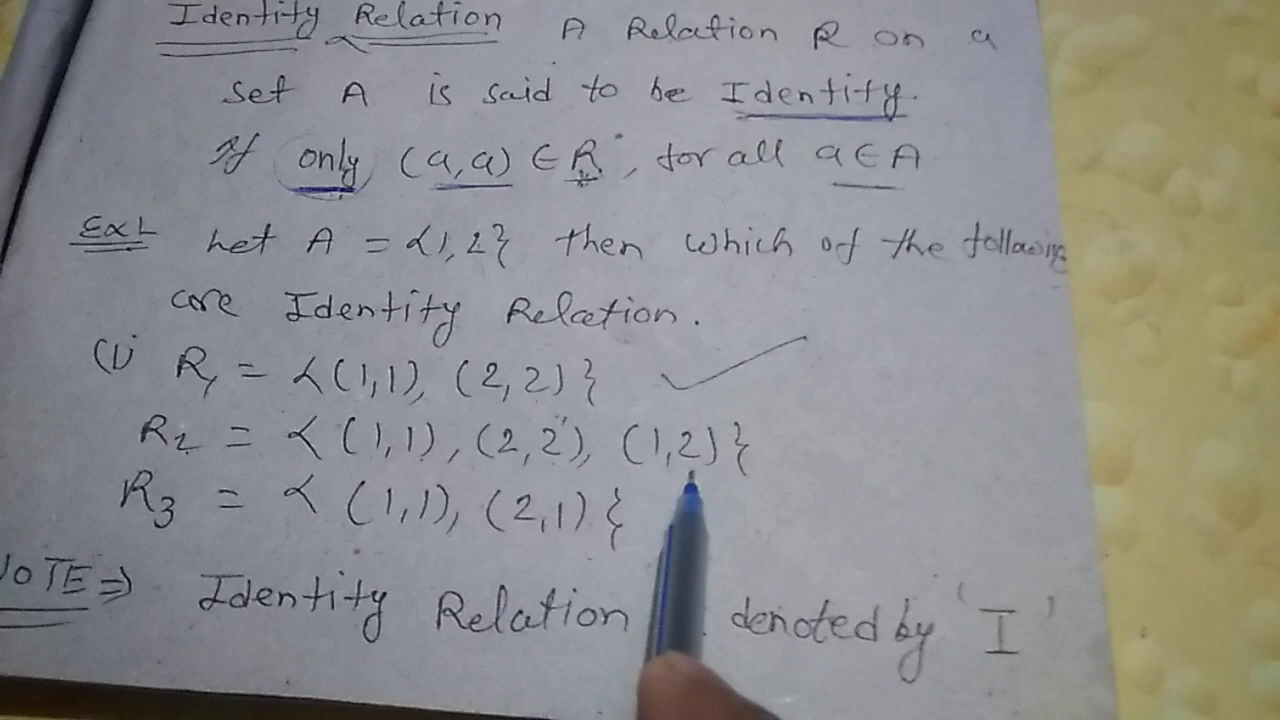 Identity Relation A Relation R on a
set A is said to be Identity.
If only (a,a) ∈ R, for all a ∈ A
Ex1 Let A = {1,2} then which of the following
are Identity Relation.
(1) R₁ = {(1,1), (2,2)}
R₂ = {(1,1), (2,2), (1,2)}
R₃ = {(1,1), (2,1)}
NOTE⇒ Identity Relation denoted by 'I'